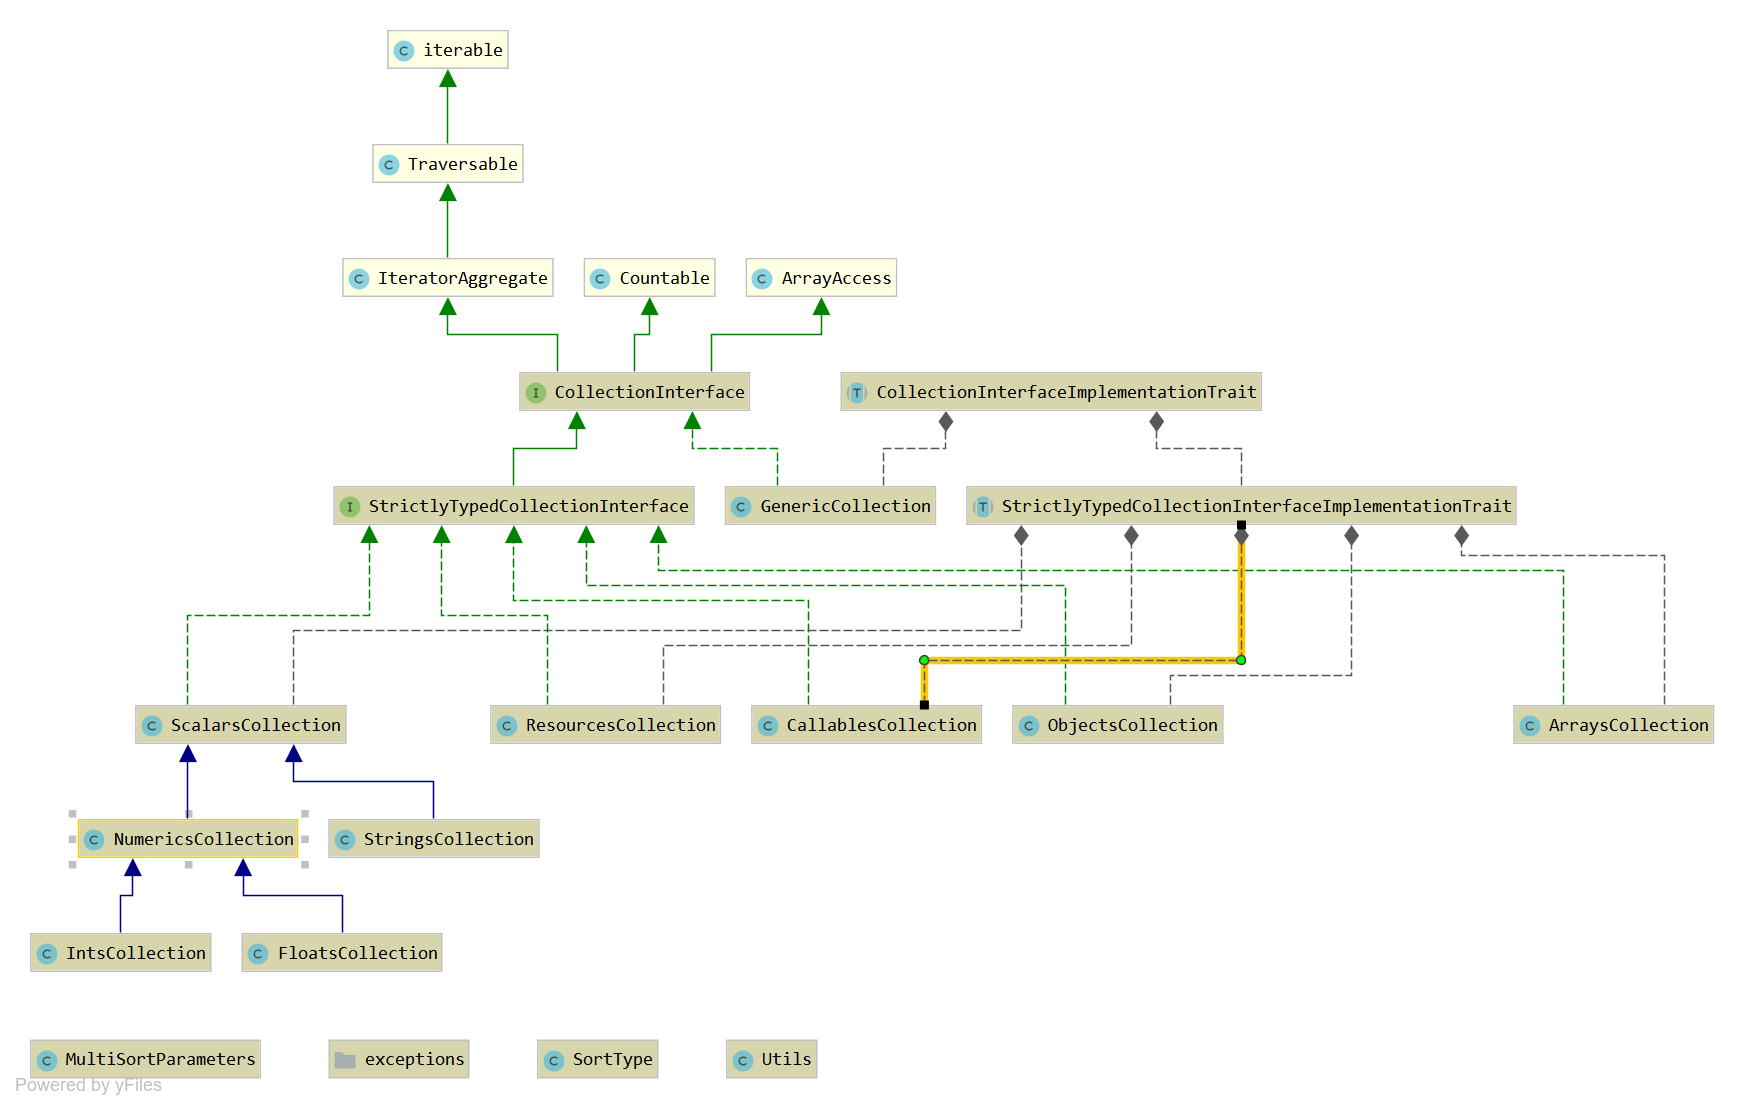 C iterable
C Traversable
C IteratorAggregate
C Countable
C ArrayAccess
I CollectionInterface
T CollectionInterfaceImplementationTrait
I StrictlyTypedCollectionInterface
C GenericCollection
T StrictlyTypedCollectionInterfaceImplementationTrait
C ScalarsCollection
C ResourcesCollection
C CallablesCollection
C ObjectsCollection
C ArraysCollection
C NumericsCollection
C StringsCollection
C IntsCollection
C FloatsCollection
C MultiSortParameters
exceptions
C SortType
C Utils
Powered by yFiles